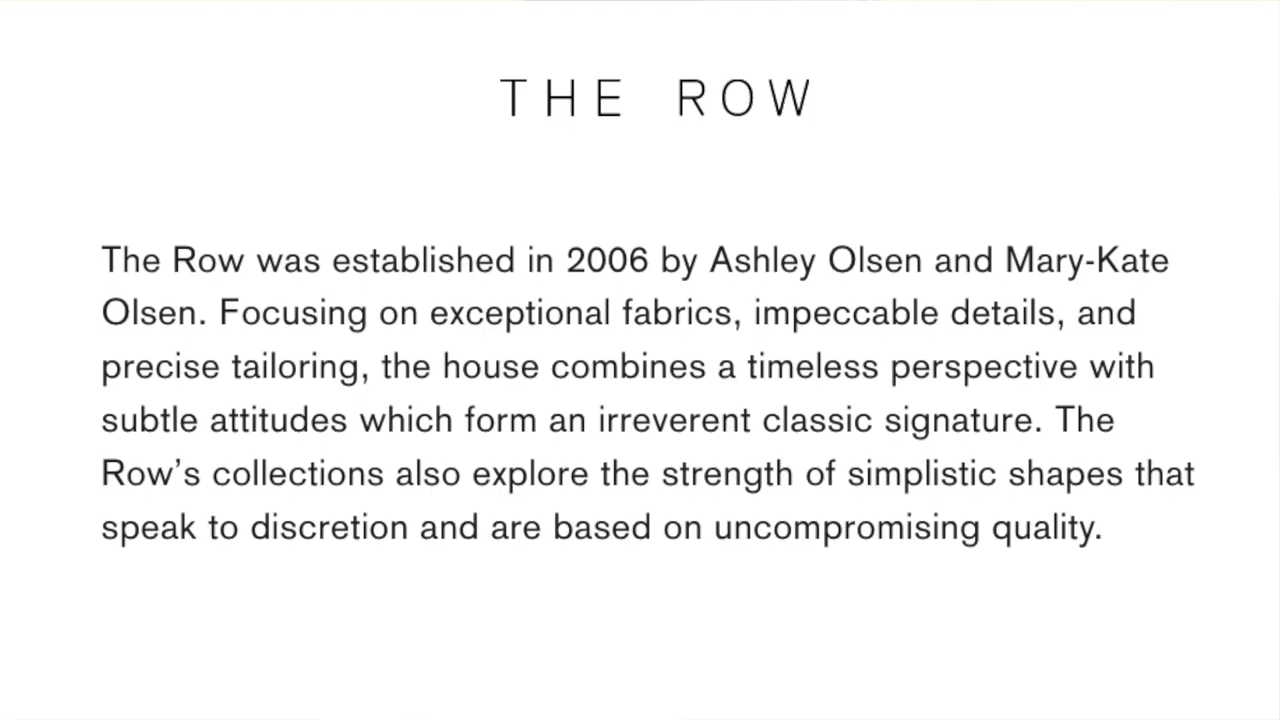 THE ROW
The Row was established in 2006 by Ashley Olsen and Mary-Kate
Olsen. Focusing on exceptional fabrics, impeccable details, and
precise tailoring, the house combines a timeless perspective with
subtle attitudes which form an irreverent classic signature. The
Row’s collections also explore the strength of simplistic shapes that
speak to discretion and are based on uncompromising quality.